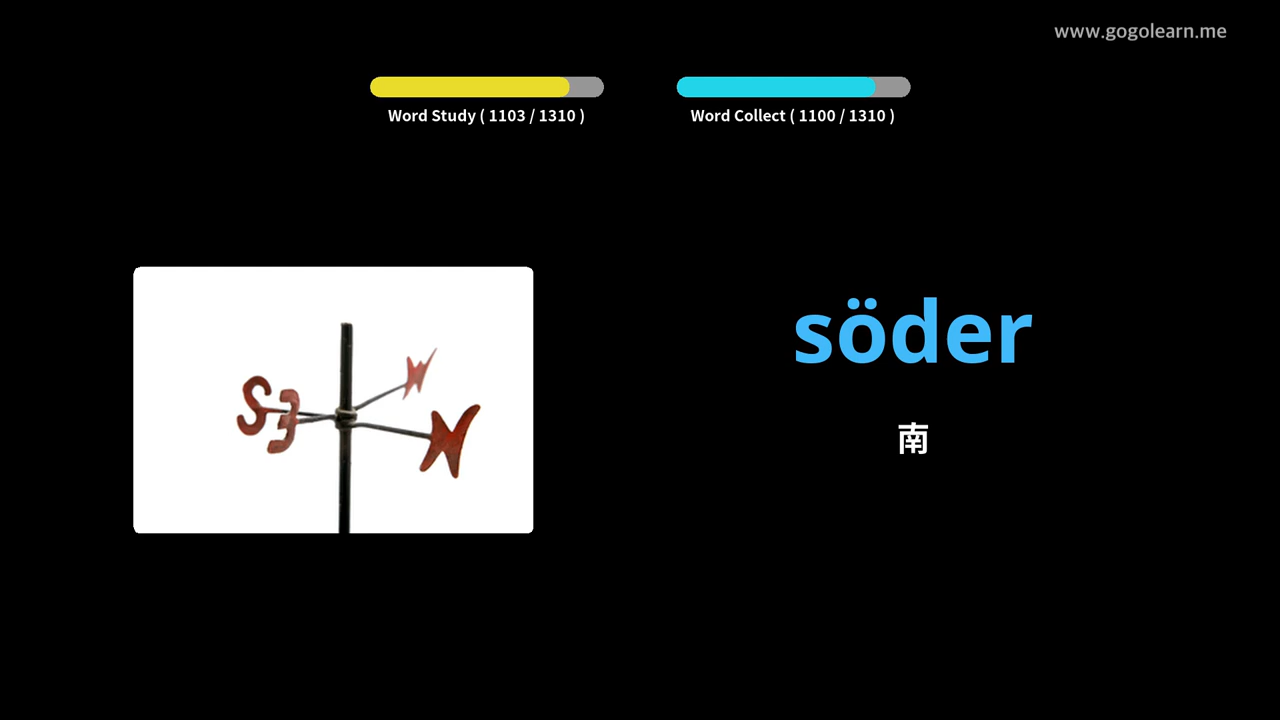 www.gogolearn.me
Word Study ( 1103 / 1310 )
Word Collect ( 1100 / 1310 )
S
E
N
söder
南